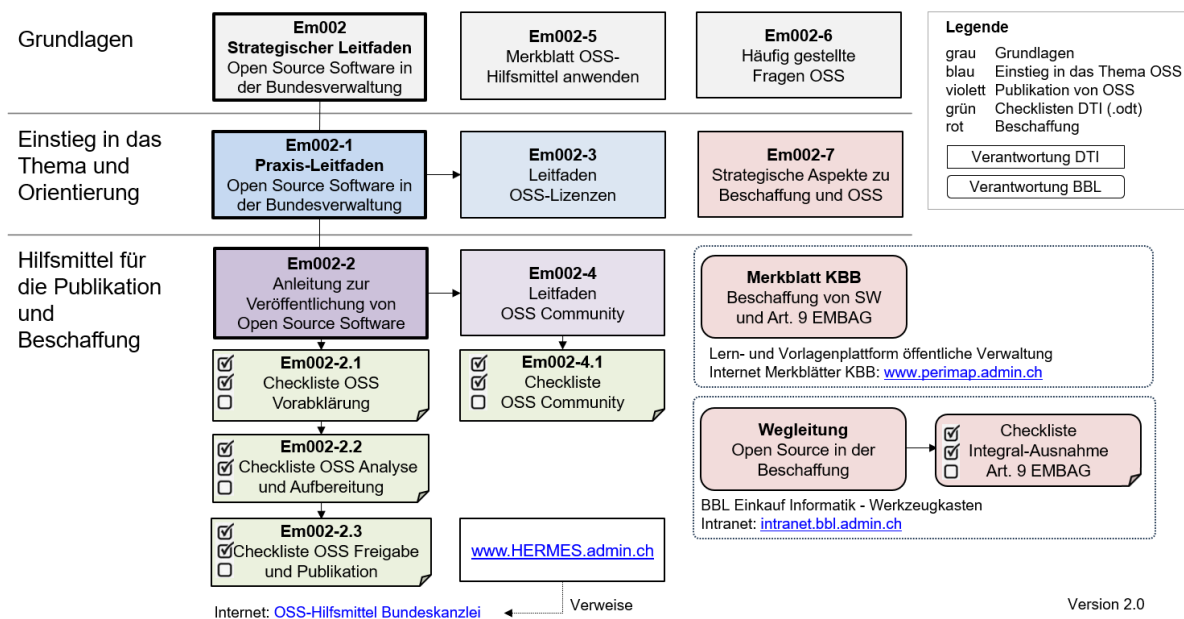 Grundlagen
Em002
Strategischer Leitfaden
Open Source Software in
der Bundesverwaltung
Em002-5
Merkblatt OSS-
Hilfsmittel anwenden
Em002-6
Häufig gestellte
Fragen OSS
Legende
grau Grundlagen
blau Einstieg in das Thema OSS
violett Publikation von OSS
grün Checklisten DTI (.odt)
rot Beschaffung
Verantwortung DTI
Verantwortung BBL
Einstieg in das
Thema und
Orientierung
Em002-1
Praxis-Leitfaden
Open Source Software in
der Bundesverwaltung
Em002-3
Leitfaden
OSS-Lizenzen
Em002-7
Strategische Aspekte zu
Beschaffung und OSS
Hilfsmittel für
die Publikation
und
Beschaffung
Em002-2
Anleitung zur
Veröffentlichung von
Open Source Software
Em002-4
Leitfaden
OSS Community
Merkblatt KBB
Beschaffung von SW
und Art. 9 EMBAG
Lern- und Vorlagenplattform öffentliche Verwaltung
Internet Merkblätter KBB: www.perimap.admin.ch
Em002-2.1
Checkliste OSS
Vorabklärung
Em002-4.1
Checkliste
OSS Community
Wegleitung
Open Source in der
Beschaffung
Checkliste
Integral-Ausnahme
Art. 9 EMBAG
BBL Einkauf Informatik - Werkzeugkasten
Intranet: intranet.bbl.admin.ch
Em002-2.2
Checkliste OSS Analyse
und Aufbereitung
Em002-2.3
Checkliste OSS Freigabe
und Publikation
www.HERMES.admin.ch
Verweise
Internet: OSS-Hilfsmittel Bundeskanzlei
Version 2.0